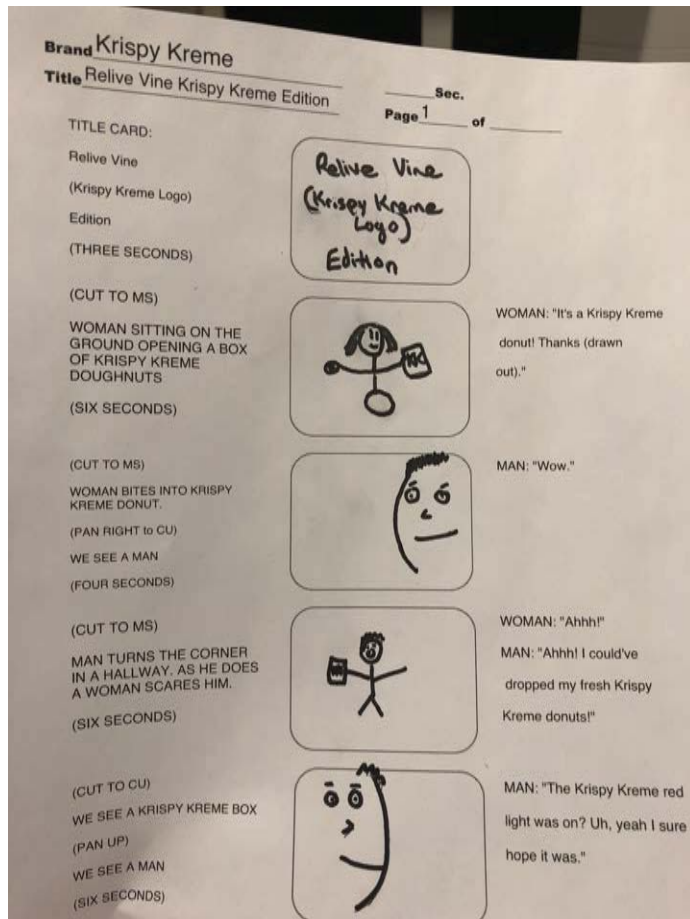 Brand Krispy Kreme
Title Relive Vine Krispy Kreme Edition
Sec.
Page 1 of
TITLE CARD:
Relive Vine
(Krispy Kreme Logo)
Edition
(THREE SECONDS)
Relive Vine
(Krispy Kreme
Logo)
Edition
(CUT TO MS)
WOMAN SITTING ON THE
GROUND OPENING A BOX
OF KRISPY KREME
DOUGHNUTS
(SIX SECONDS)
KK
WOMAN: "It's a Krispy Kreme
donut! Thanks (drawn
out)."
(CUT TO MS)
WOMAN BITES INTO KRISPY
KREME DONUT.
(PAN RIGHT to CU)
WE SEE A MAN
(FOUR SECONDS)
MAN: "Wow."
(CUT TO MS)
MAN TURNS THE CORNER
IN A HALLWAY. AS HE DOES
A WOMAN SCARES HIM.
(SIX SECONDS)
WOMAN: "Ahhh!"
MAN: "Ahhh! I could've
dropped my fresh Krispy
Kreme donuts!"
(CUT TO CU)
WE SEE A KRISPY KREME BOX
(PAN UP)
WE SEE A MAN
(SIX SECONDS)
MAN: "The Krispy Kreme red
light was on? Uh, yeah I sure
hope it was."